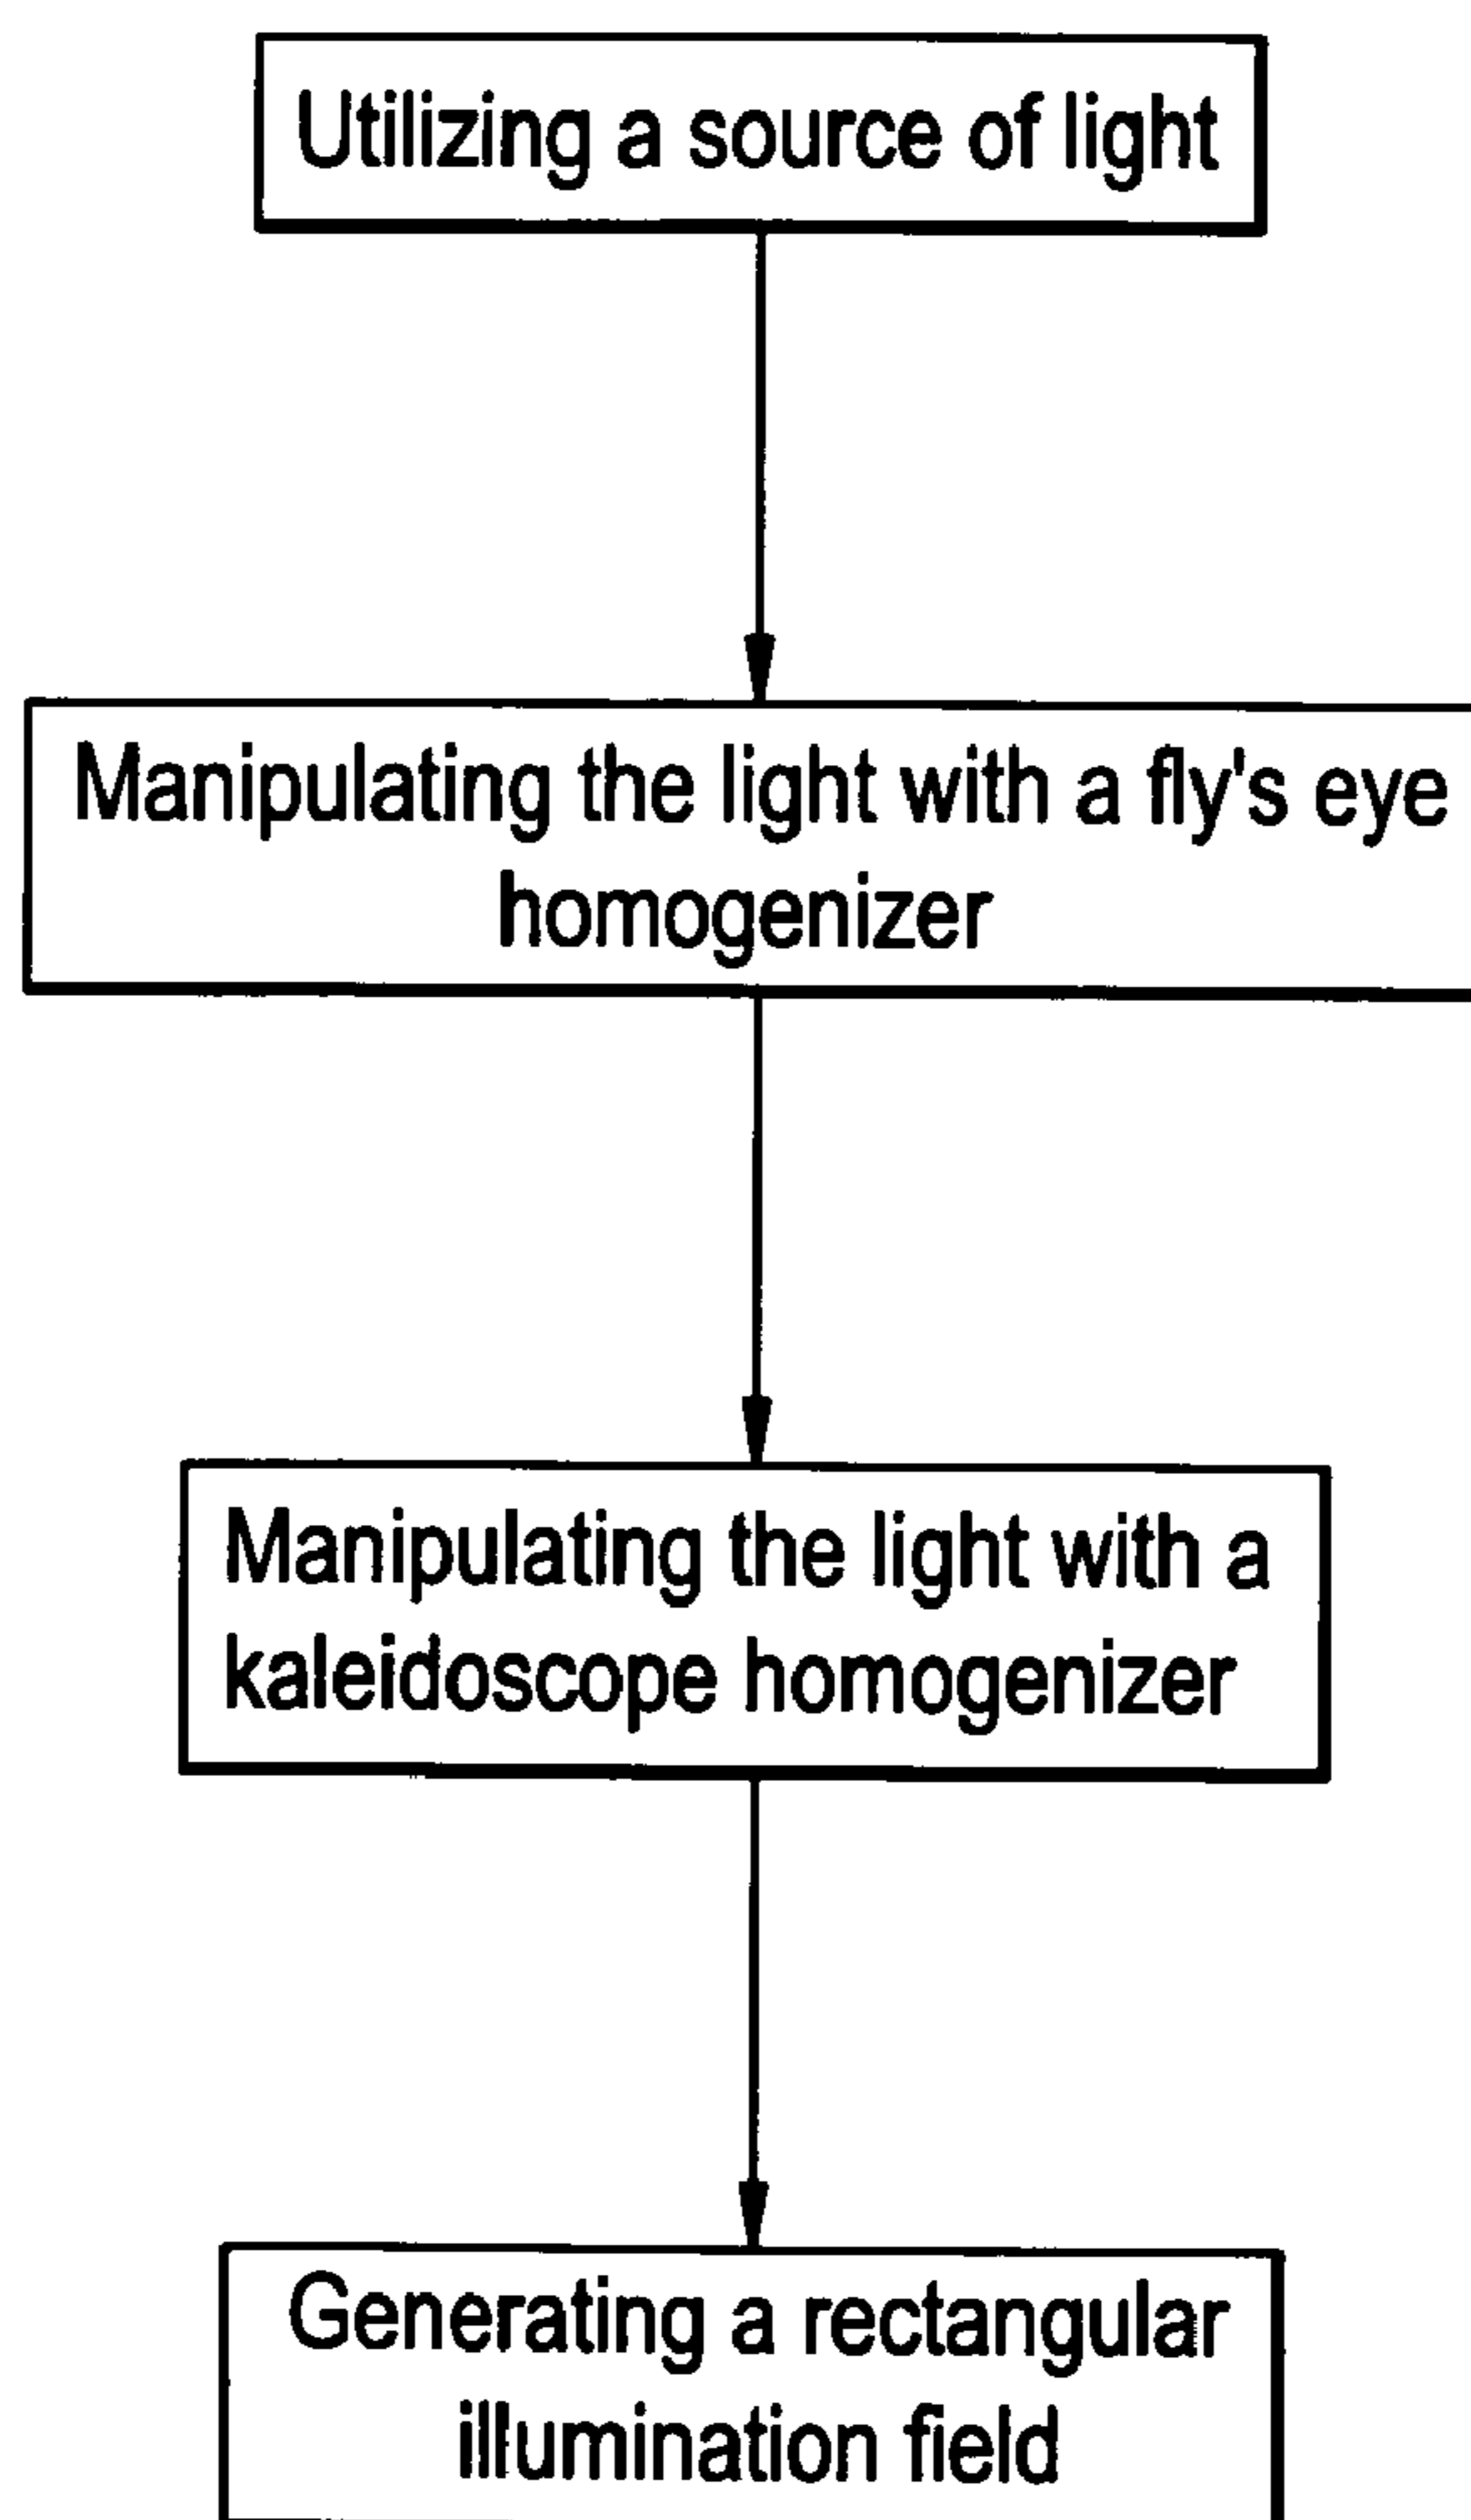 Utilizing a source of light
Manipulating the light with a fly's eye
homogenizer
Manipulating the light with a
kaleidoscope homogenizer
Generating a rectangular
illumination field